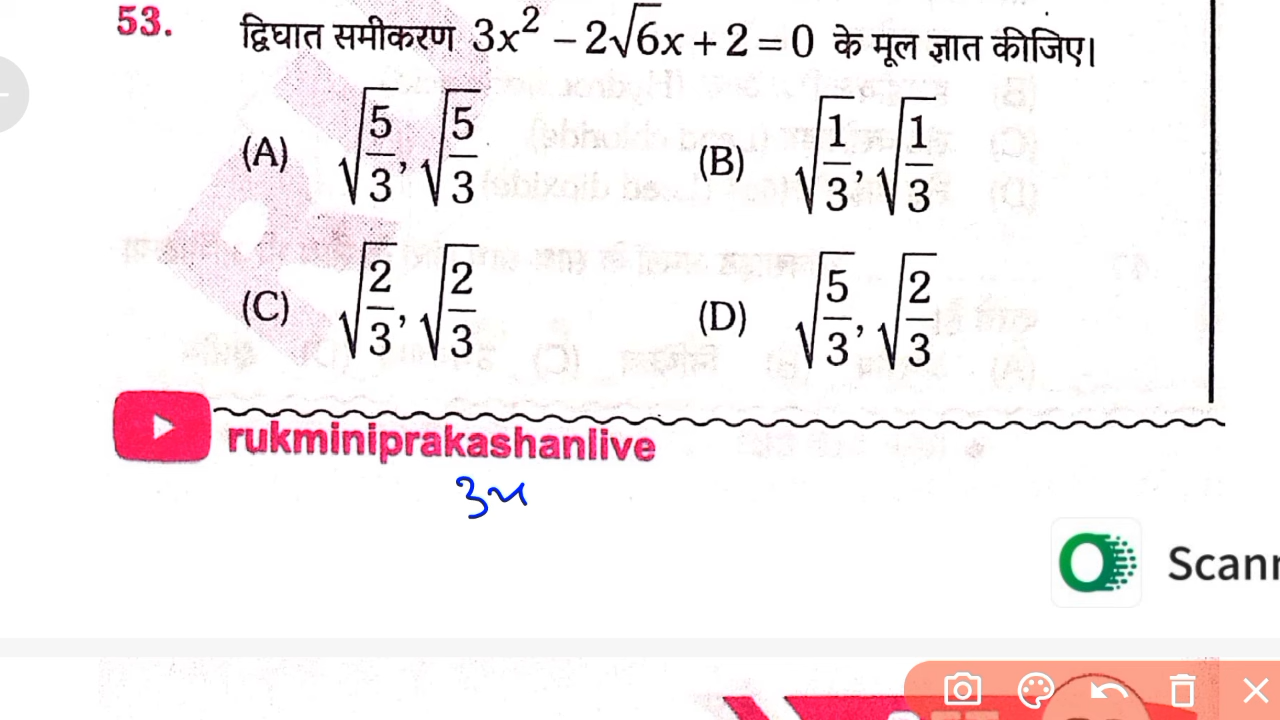 53. द्विघात समीकरण 3x² – 2√6x + 2 = 0 के मूल ज्ञात कीजिए।
(A) √(5/3), √(5/3) (B) √(1/3), √(1/3)
(C) √(2/3), √(2/3) (D) √(5/3), √(2/3)
rukminiprakashanlive
3x
Scan